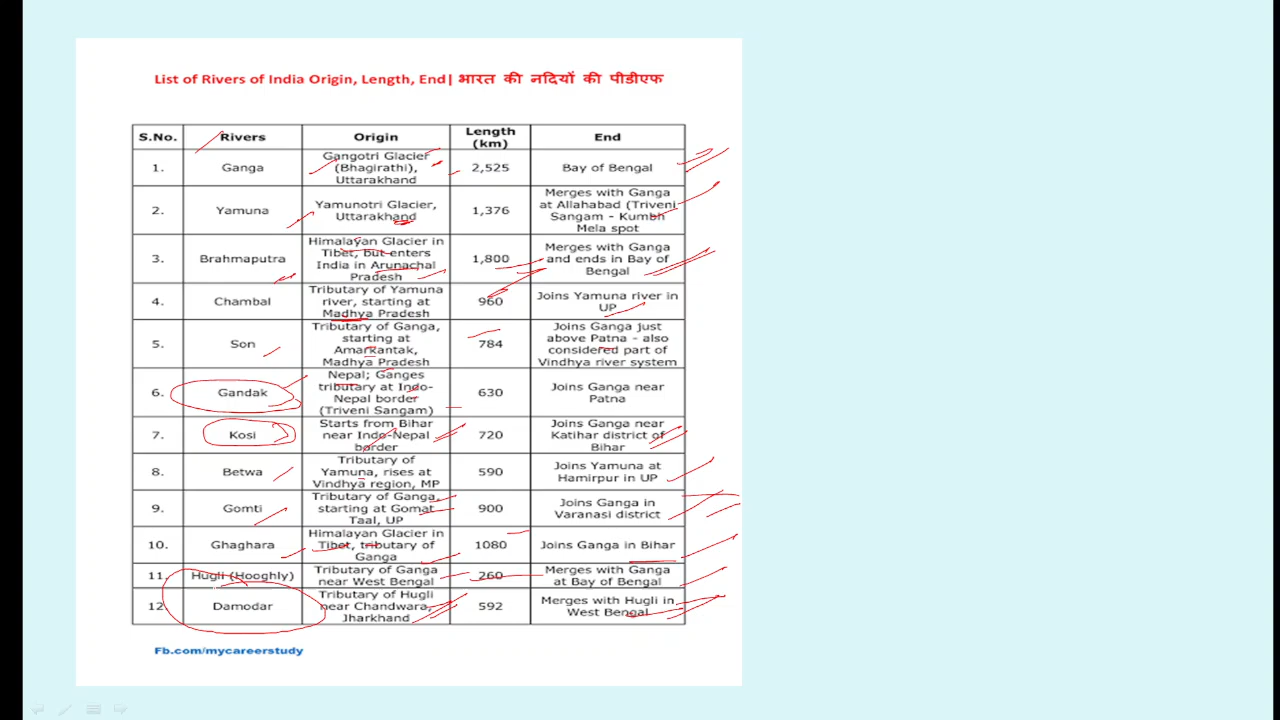 List of Rivers of India Origin, Length, End| भारत की नदियों की पीडीएफ
S.No. Rivers Origin Length (km) End
1. Ganga Gangotri Glacier (Bhagirathi), Uttarakhand 2,525 Bay of Bengal
2. Yamuna Yamunotri Glacier, Uttarakhand 1,376 Merges with Ganga at Allahabad (Triveni Sangam - Kumbh Mela spot
3. Brahmaputra Himalayan Glacier in Tibet, but enters India in Arunachal Pradesh 1,800 Merges with Ganga and ends in Bay of Bengal
4. Chambal Tributary of Yamuna river, starting at Madhya Pradesh 960 Joins Yamuna river in UP
5. Son Tributary of Ganga, starting at Amarkantak, Madhya Pradesh 784 Joins Ganga just above Patna - also considered part of Vindhya river system
6. Gandak Nepal; Ganges tributary at Indo-Nepal border (Triveni Sangam) 630 Joins Ganga near Patna
7. Kosi Starts from Bihar near Indo-Nepal border 720 Joins Ganga near Katihar district of Bihar
8. Betwa Tributary of Yamuna, rises at Vindhya region, MP 590 Joins Yamuna at Hamirpur in UP
9. Gomti Tributary of Ganga, starting at Gomat Taal, UP 900 Joins Ganga in Varanasi district
10. Ghaghara Himalayan Glacier in Tibet, tributary of Ganga 1080 Joins Ganga in Bihar
11. Hugli (Hooghly) Tributary of Ganga near West Bengal 260 Merges with Ganga at Bay of Bengal
12. Damodar Tributary of Hugli near Chandwara, Jharkhand 592 Merges with Hugli in West Bengal
Fb.com/mycareerstudy